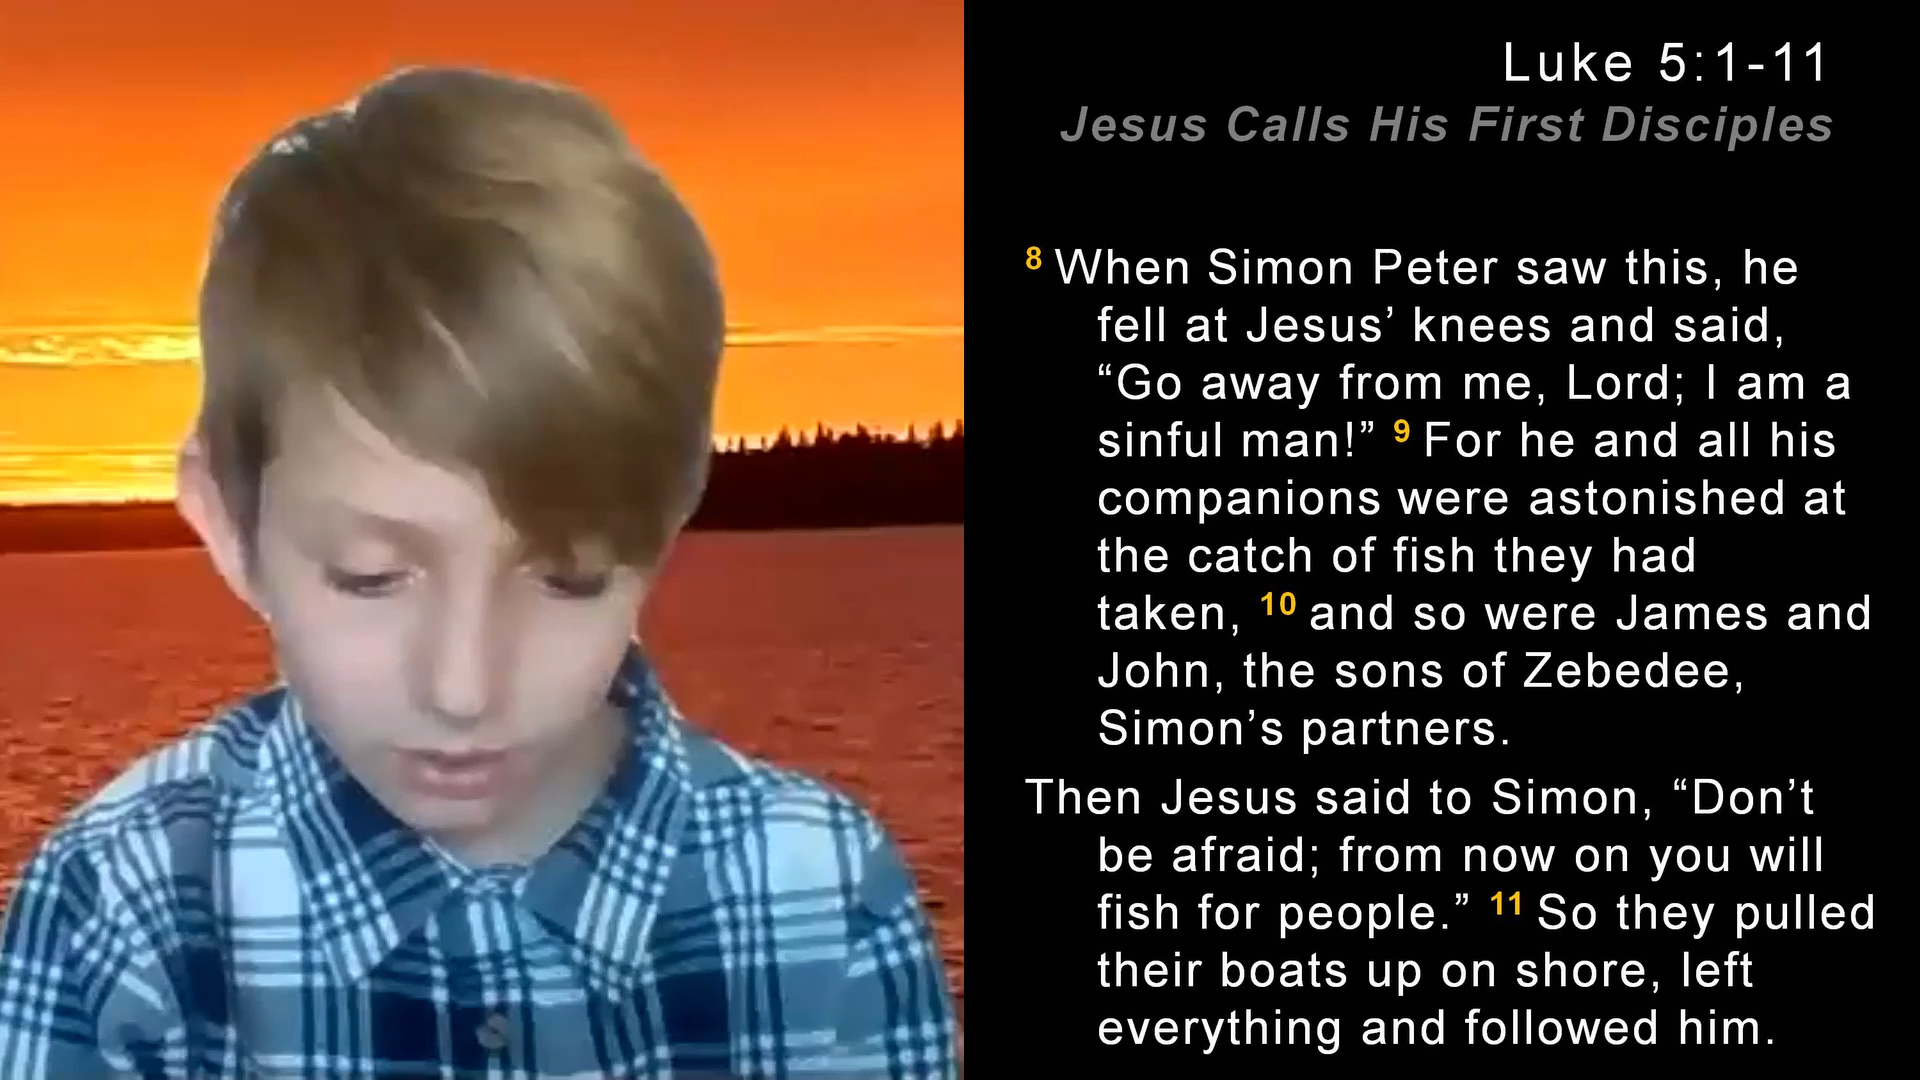 Luke 5:1-11
Jesus Calls His First Disciples
8 When Simon Peter saw this, he
fell at Jesus’ knees and said,
“Go away from me, Lord; I am a
sinful man!” 9 For he and all his
companions were astonished at
the catch of fish they had
taken, 10 and so were James and
John, the sons of Zebedee,
Simon’s partners.
Then Jesus said to Simon, “Don’t
be afraid; from now on you will
fish for people.” 11 So they pulled
their boats up on shore, left
everything and followed him.